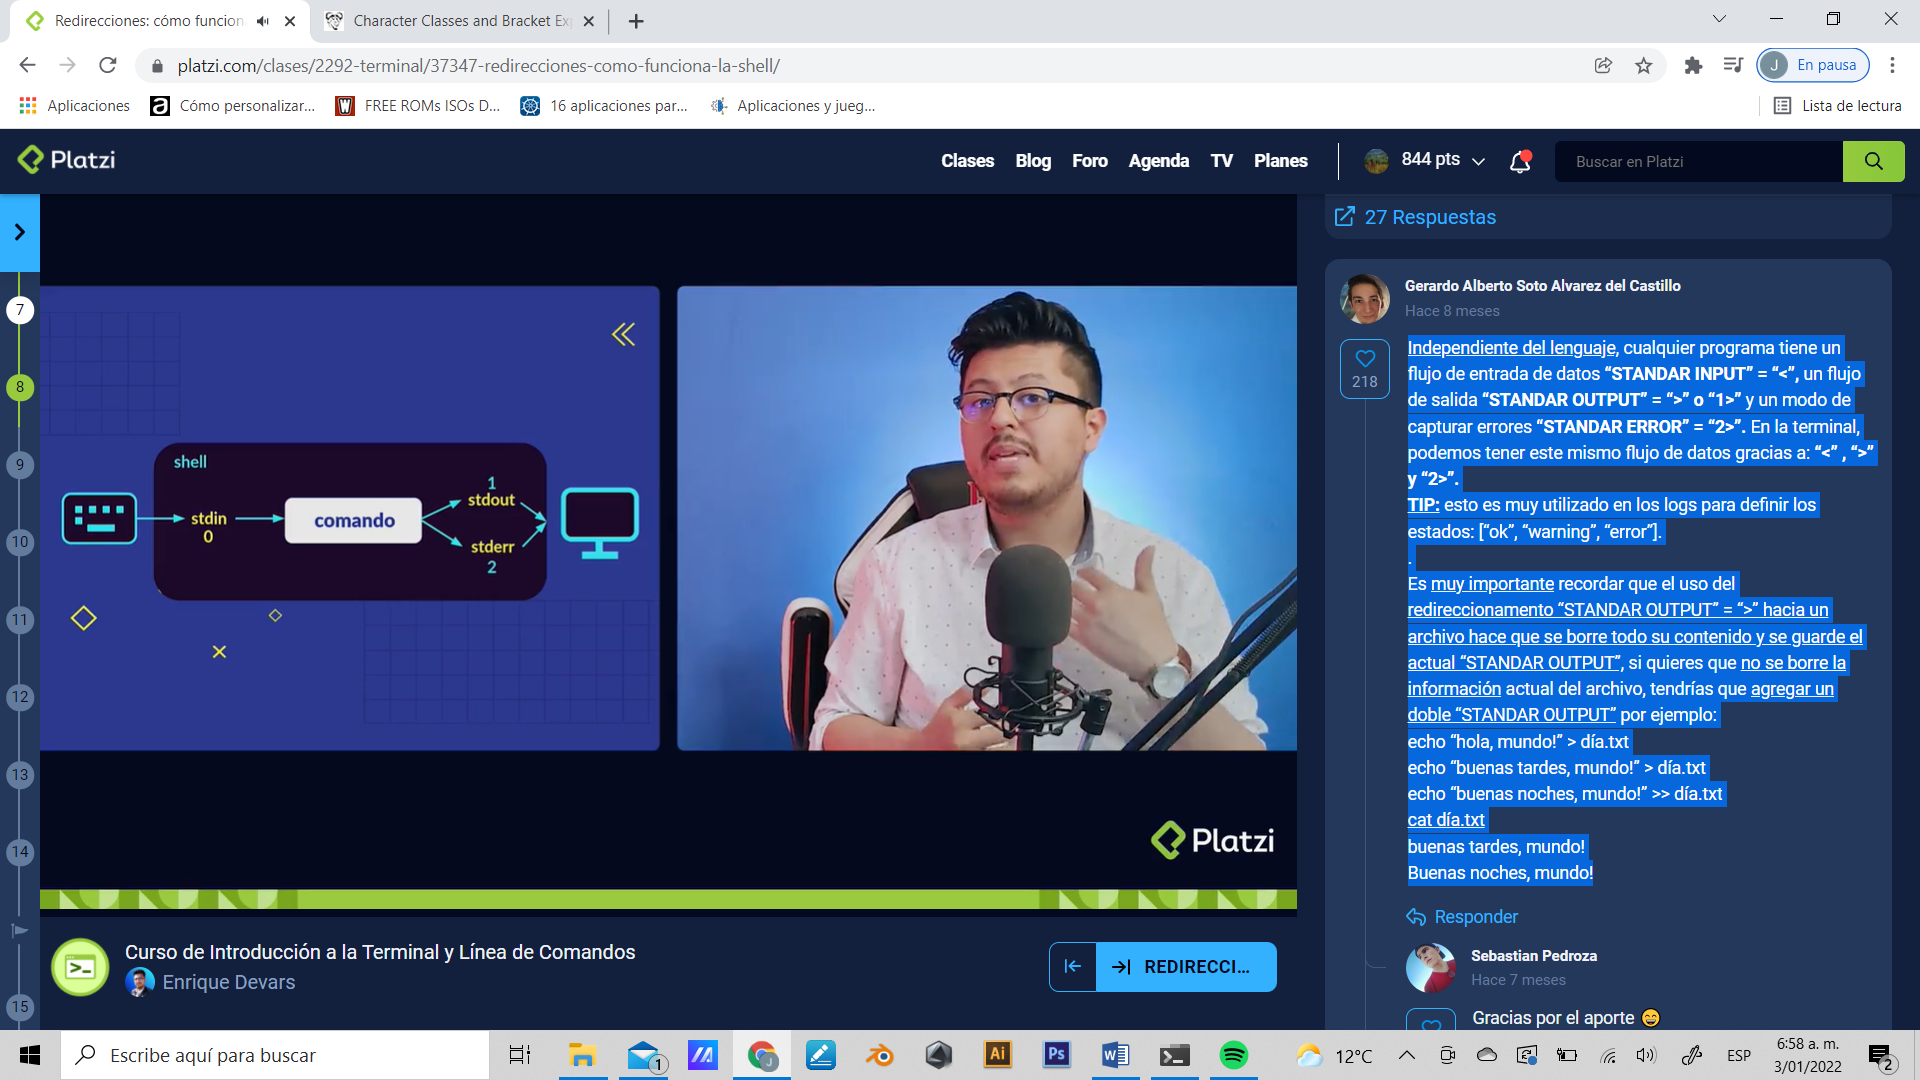 Redirecciones: cómo funcion
Character Classes and Bracket Ex
platzi.com/clases/2292-terminal/37347-redirecciones-como-funciona-la-shell/
J
En pausa
Aplicaciones
Cómo personalizar...
FREE ROMs ISOs D...
16 aplicaciones par...
Aplicaciones y jueg...
Lista de lectura
Platzi
Clases
Blog
Foro
Agenda
TV
Planes
844 pts
Buscar en Platzi
7
8
9
10
11
12
13
14
15
shell
stdin
0
comando
1
stdout
stderr
2
Platzi
Curso de Introducción a la Terminal y Línea de Comandos
Enrique Devars
REDIRECCI...
27 Respuestas
Gerardo Alberto Soto Alvarez del Castillo
Hace 8 meses
218
Independiente del lenguaje, cualquier programa tiene un
flujo de entrada de datos “STANDAR INPUT” = “<”, un flujo
de salida “STANDAR OUTPUT” = “>” o “1>” y un modo de
capturar errores “STANDAR ERROR” = “2>”. En la terminal,
podemos tener este mismo flujo de datos gracias a: “<” , “>”
y “2>”.
TIP: esto es muy utilizado en los logs para definir los
estados: [“ok”, “warning”, “error”].
.
Es muy importante recordar que el uso del
redireccionamento “STANDAR OUTPUT” = “>” hacia un
archivo hace que se borre todo su contenido y se guarde el
actual “STANDAR OUTPUT”, si quieres que no se borre la
información actual del archivo, tendrías que agregar un
doble “STANDAR OUTPUT” por ejemplo:
echo “hola, mundo!” > día.txt
echo “buenas tardes, mundo!” > día.txt
echo “buenas noches, mundo!” >> día.txt
cat día.txt
buenas tardes, mundo!
Buenas noches, mundo!
Responder
Sebastian Pedroza
Hace 7 meses
Gracias por el aporte 😄
Escribe aquí para buscar
1
J
Ai
Ps
12°C
ESP
6:58 a. m.
3/01/2022
2